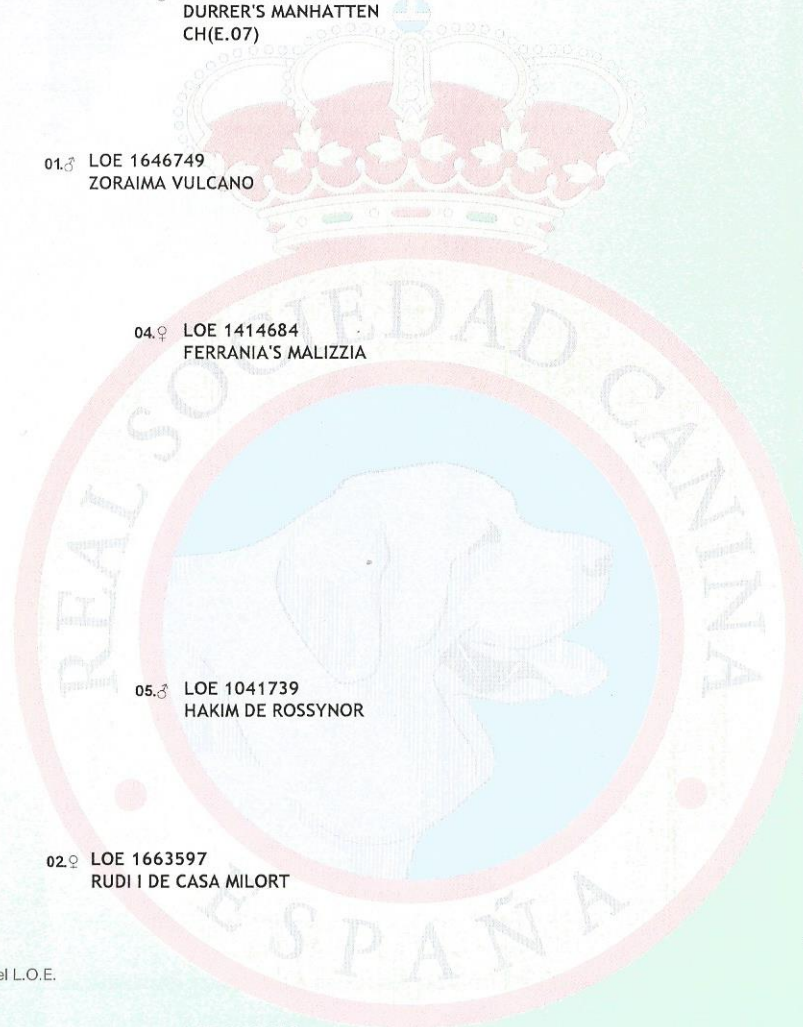 DURRER'S MANHATTEN
CH(E.07)
01.♂ LOE 1646749
ZORAIMA VULCANO
04.♀ LOE 1414684
FERRANIA'S MALIZZIA
REAL SOCIEDAD CANINA
05.♂ LOE 1041739
HAKIM DE ROSSYNOR
02.♀ LOE 1663597
RUDI I DE CASA MILORT
ESPAÑA
el L.O.E.